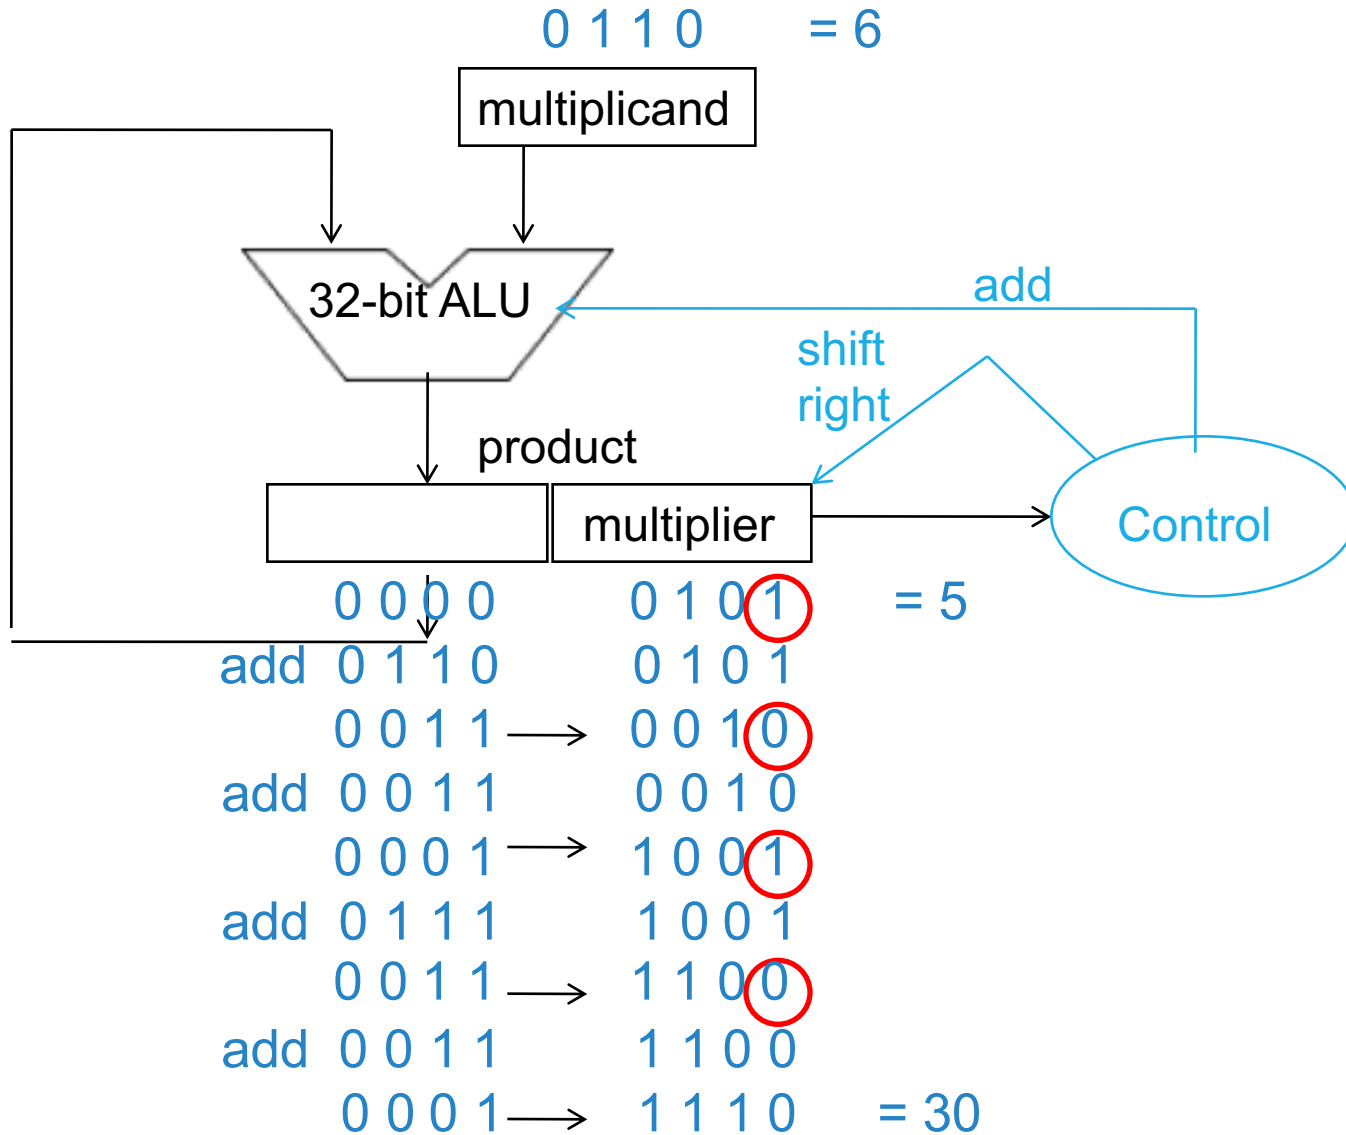 0 1 1 0 = 6
multiplicand
32-bit ALU
add
shift
right
product
multiplier
Control
0 0 0 0 0 1 0 1 = 5
add 0 1 1 0 0 1 0 1
0 0 1 1 0 0 1 0
add 0 0 1 1 0 0 1 0
0 0 0 1 1 0 0 1
add 0 1 1 1 1 0 0 1
0 0 1 1 1 1 0 0
add 0 0 1 1 1 1 0 0
0 0 0 1 1 1 1 0 = 30